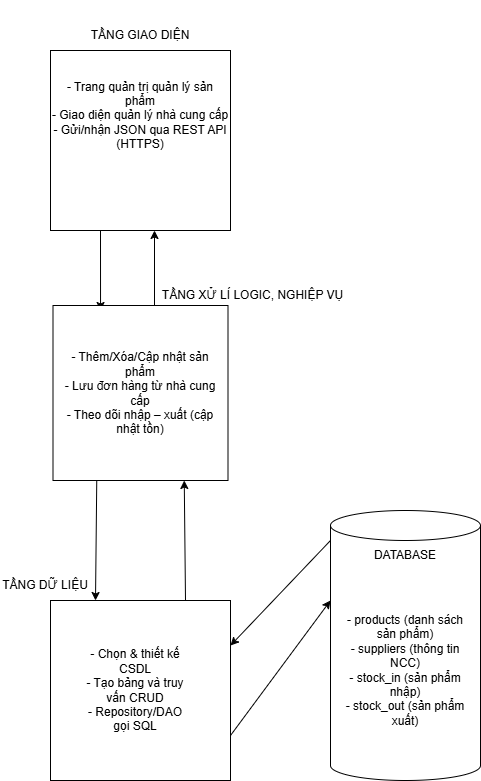 TẦNG GIAO DIỆN
- Trang quản trị quản lý sản
phẩm
- Giao diện quản lý nhà cung cấp
- Gửi/nhận JSON qua REST API
(HTTPS)
TẦNG XỬ LÍ LOGIC, NGHIỆP VỤ
- Thêm/Xóa/Cập nhật sản
phẩm
- Lưu đơn hàng từ nhà cung
cấp
- Theo dõi nhập – xuất (cập
nhật tồn)
TẦNG DỮ LIỆU
- Chọn & thiết kế
CSDL
- Tạo bảng và truy
vấn CRUD
- Repository/DAO
gọi SQL
DATABASE
- products (danh sách
sản phẩm)
- suppliers (thông tin
NCC)
- stock_in (sản phẩm
nhập)
- stock_out (sản phẩm
xuất)